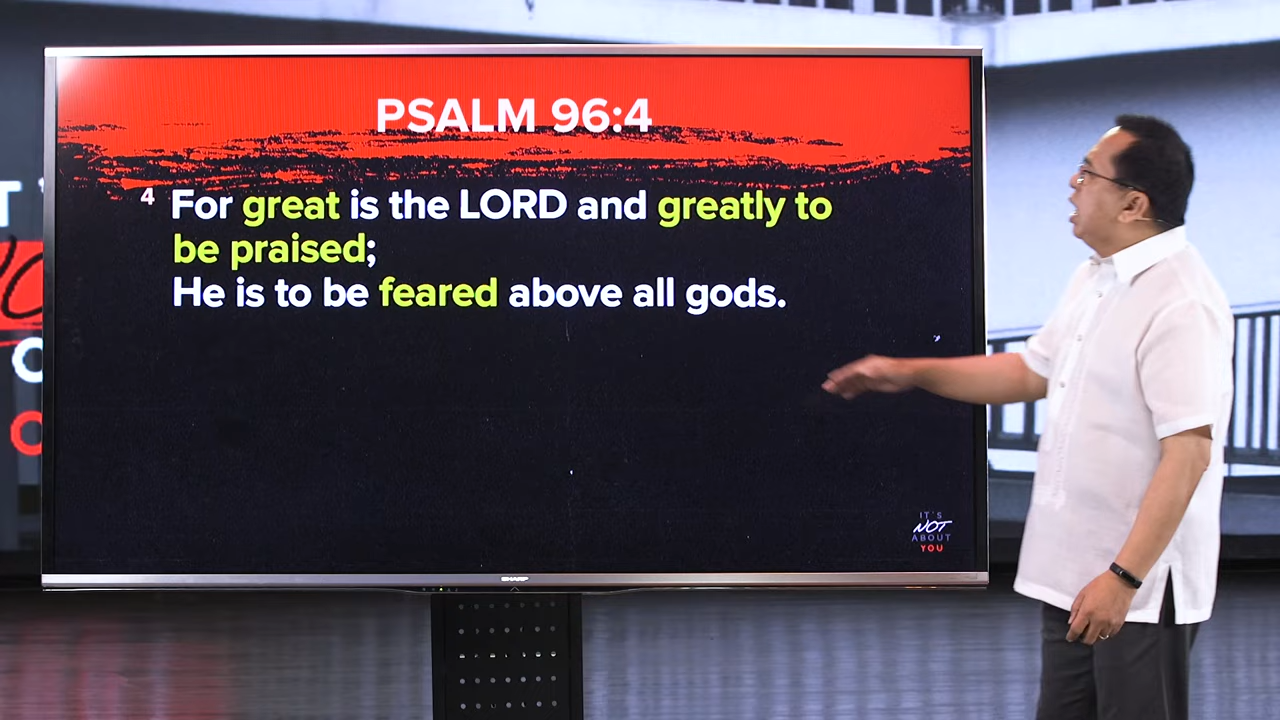 PSALM 96:4
4 For great is the LORD and greatly to
be praised;
He is to be feared above all gods.
IT'S
NOT
ABOUT
YOU
SHARP